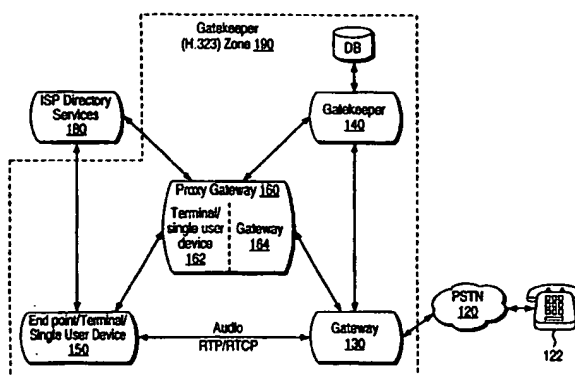 Gatekeeper
(H.323) Zone 190
DB
ISP Directory
Services
180
Gatekeeper
140
Proxy Gateway 160
Terminal/
single user
device
162
Gateway
164
End point/Terminal/
Single User Device
150
Audio
RTP/RTCP
Gateway
130
PSTN
120
122